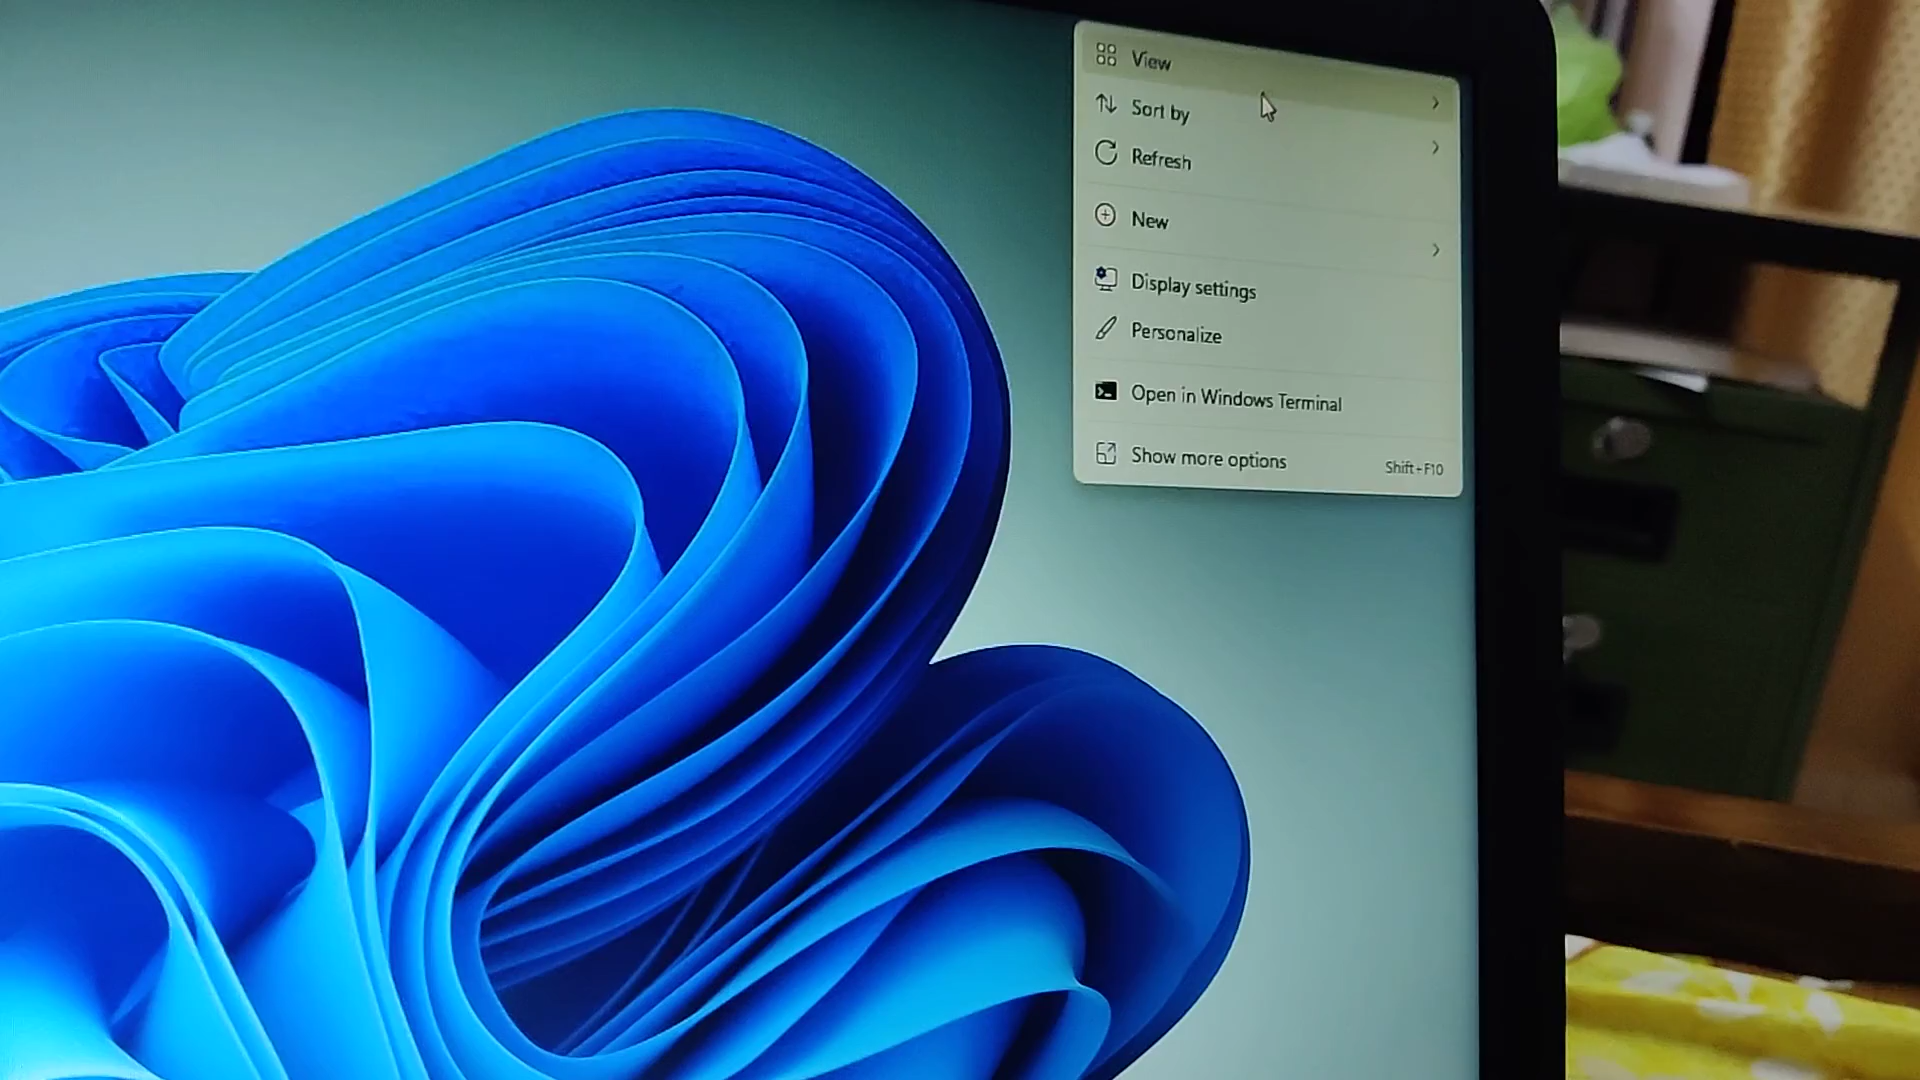 View
Sort by
Refresh
New
Display settings
Personalize
Open in Windows Terminal
Show more options Shift+F10